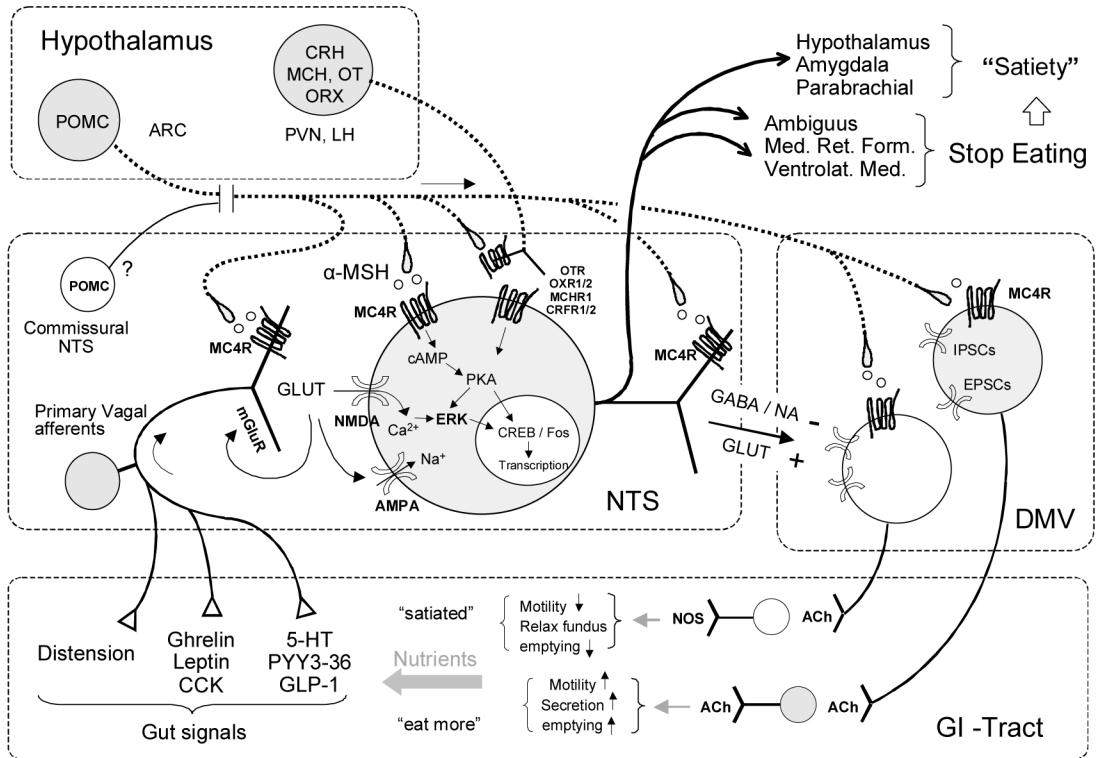 Hypothalamus
POMC
ARC
CRH
MCH, OT
ORX
PVN, LH
Hypothalamus
Amygdala
Parabrachial
“Satiety”
Ambiguus
Med. Ret. Form.
Ventrolat. Med.
Stop Eating
POMC
?
Commissural
NTS
α-MSH
MC4R
MC4R
OTR
OXR1/2
MCHR1
CRFR1/2
MC4R
MC4R
Primary Vagal
afferents
mGluR
GLUT
NMDA
AMPA
cAMP
PKA
Ca2+
ERK
Na+
CREB / Fos
Transcription
NTS
GABA / NA -
GLUT +
IPSCs
EPSCs
DMV
Distension
Ghrelin
Leptin
CCK
5-HT
PYY3-36
GLP-1
Gut signals
“satiated”
Nutrients
“eat more”
Motility
Relax fundus
emptying
NOS
ACh
Motility
Secretion
emptying
ACh
ACh
GI -Tract